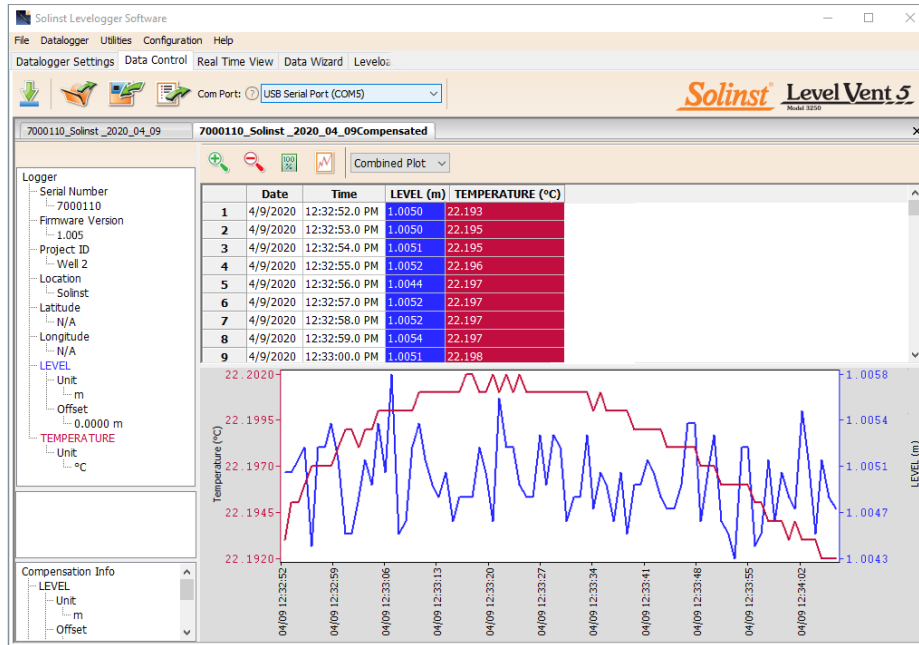 Solinst Levelogger Software
File Datalogger Utilities Configuration Help
Datalogger Settings Data Control Real Time View Data Wizard Leveloa
Com Port: ? USB Serial Port (COM5)
Solinst Level Vent 5
Model 3250
7000110_Solinst _2020_04_09 7000110_Solinst _2020_04_09Compensated
100 %
Combined Plot
Logger
Serial Number
7000110
Firmware Version
1.005
Project ID
Well 2
Location
Solinst
Latitude
N/A
Longitude
N/A
LEVEL
Unit
m
Offset
0.0000 m
TEMPERATURE
Unit
ºC
Compensation Info
LEVEL
Unit
m
Offset
Date Time LEVEL (m) TEMPERATURE (ºC)
1 4/9/2020 12:32:52.0 PM 1.0050 22.193
2 4/9/2020 12:32:53.0 PM 1.0050 22.195
3 4/9/2020 12:32:54.0 PM 1.0051 22.195
4 4/9/2020 12:32:55.0 PM 1.0052 22.196
5 4/9/2020 12:32:56.0 PM 1.0044 22.197
6 4/9/2020 12:32:57.0 PM 1.0052 22.197
7 4/9/2020 12:32:58.0 PM 1.0052 22.197
8 4/9/2020 12:32:59.0 PM 1.0054 22.197
9 4/9/2020 12:33:00.0 PM 1.0051 22.198
Temperature (ºC)
22.2020
22.1995
22.1970
22.1945
22.1920
1.0058
1.0054
1.0051
1.0047
1.0043
LEVEL (m)
04/09 12:32:52
04/09 12:32:59
04/09 12:33:06
04/09 12:33:13
04/09 12:33:20
04/09 12:33:27
04/09 12:33:34
04/09 12:33:41
04/09 12:33:48
04/09 12:33:55
04/09 12:34:02